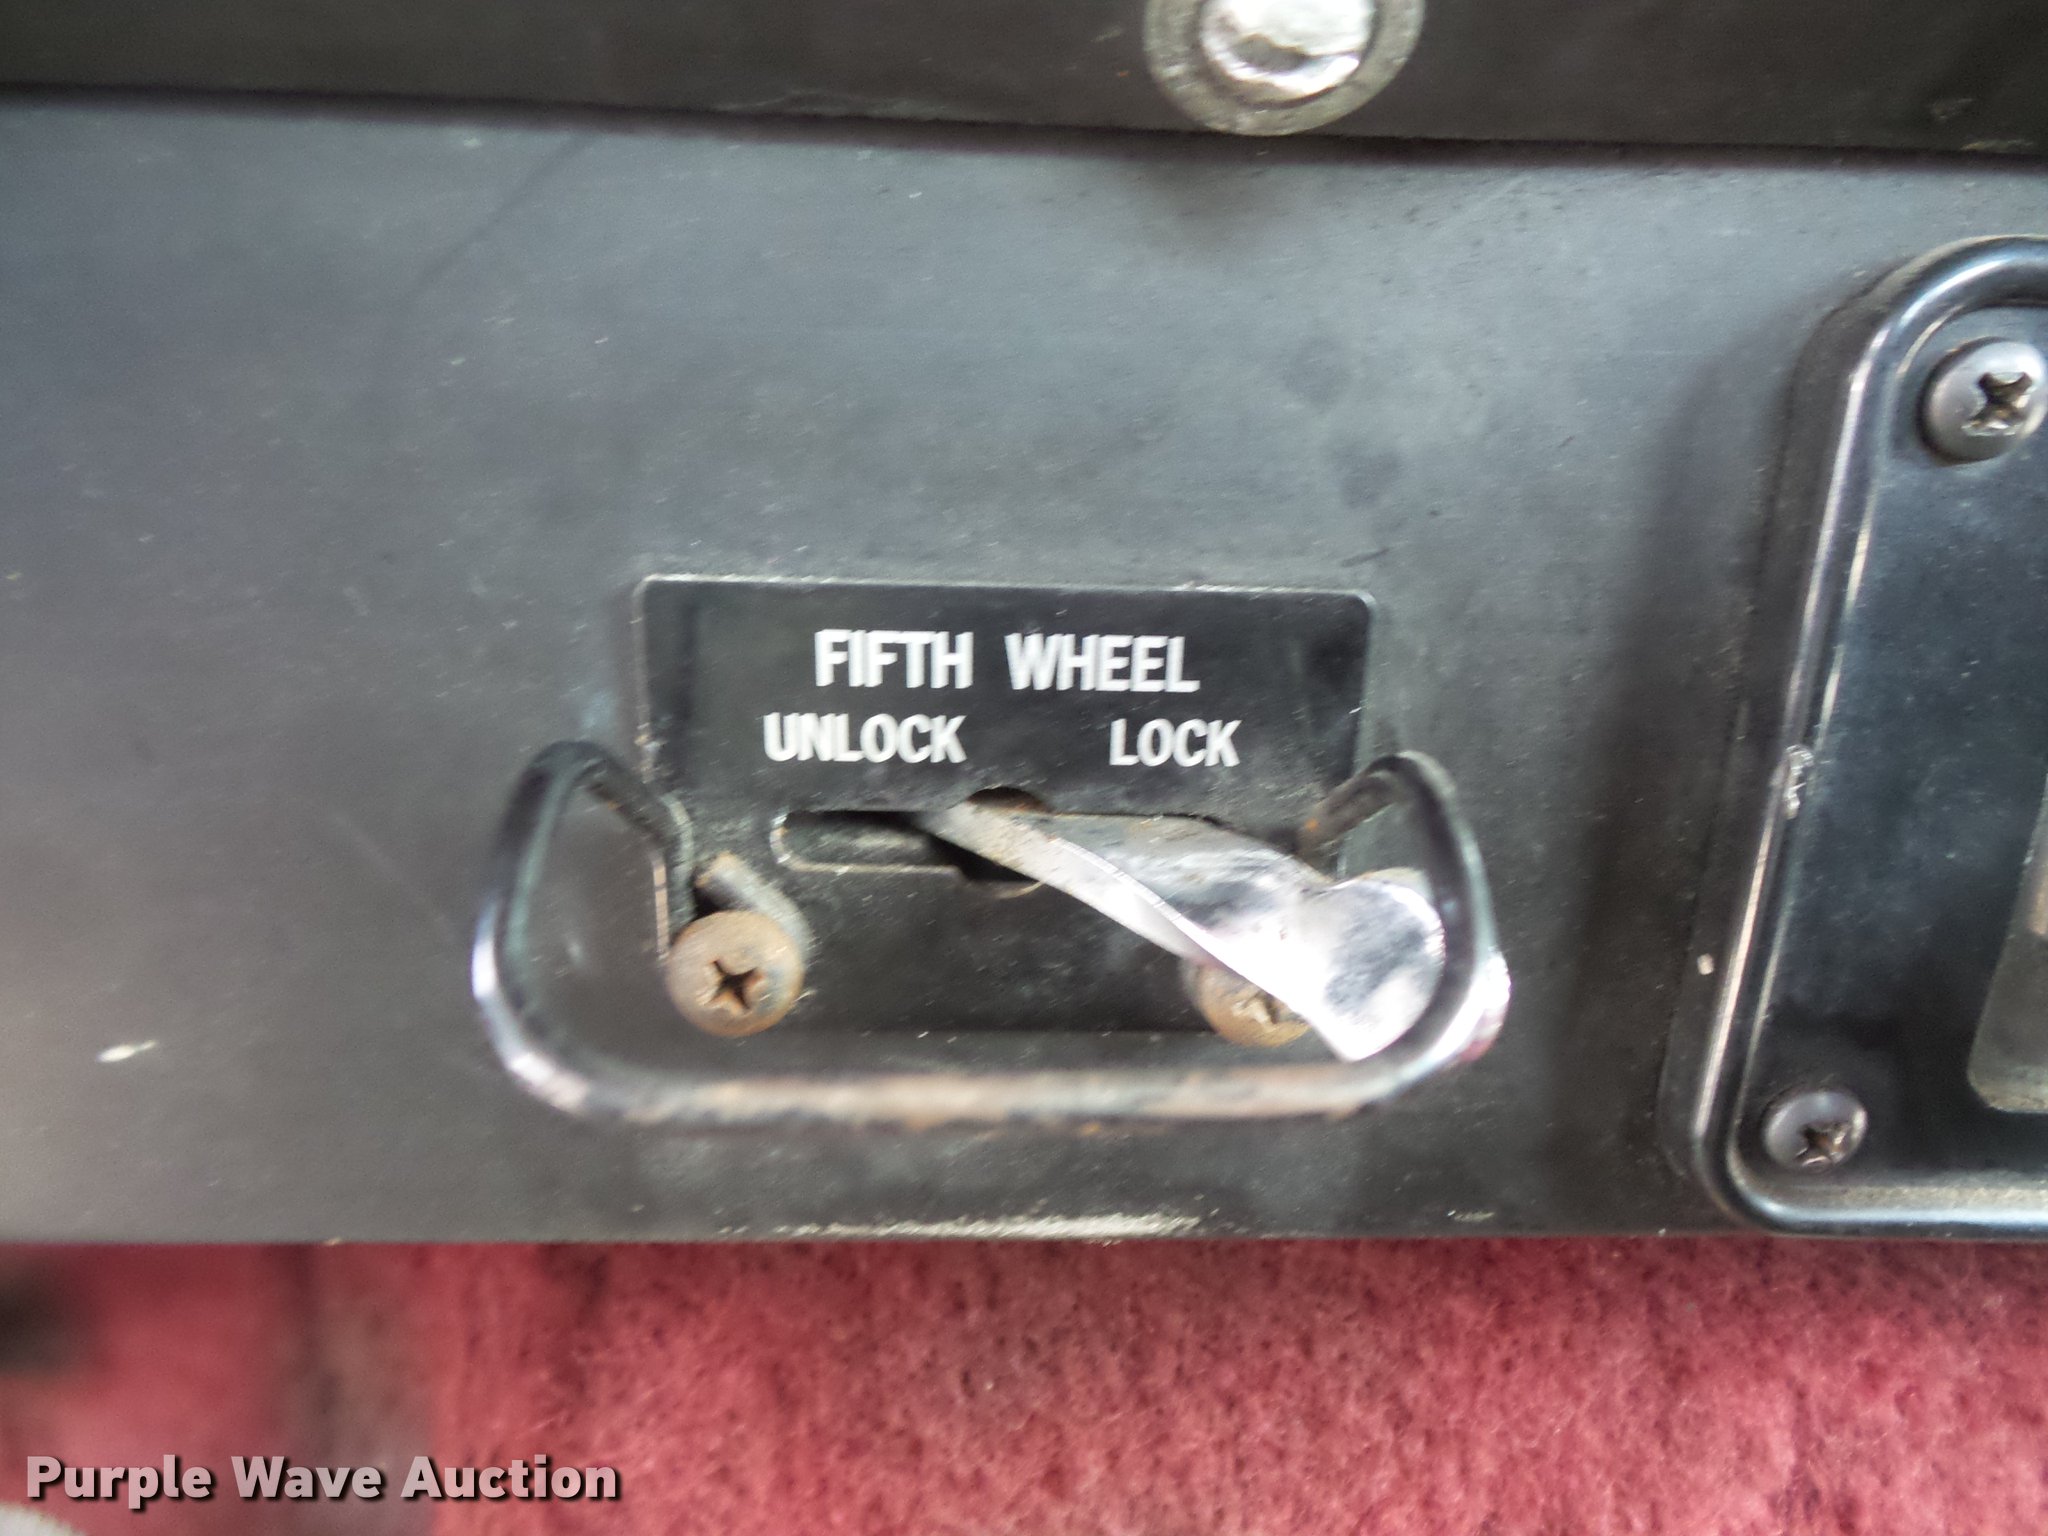 FIFTH WHEEL
UNLOCK LOCK
Purple Wave Auction